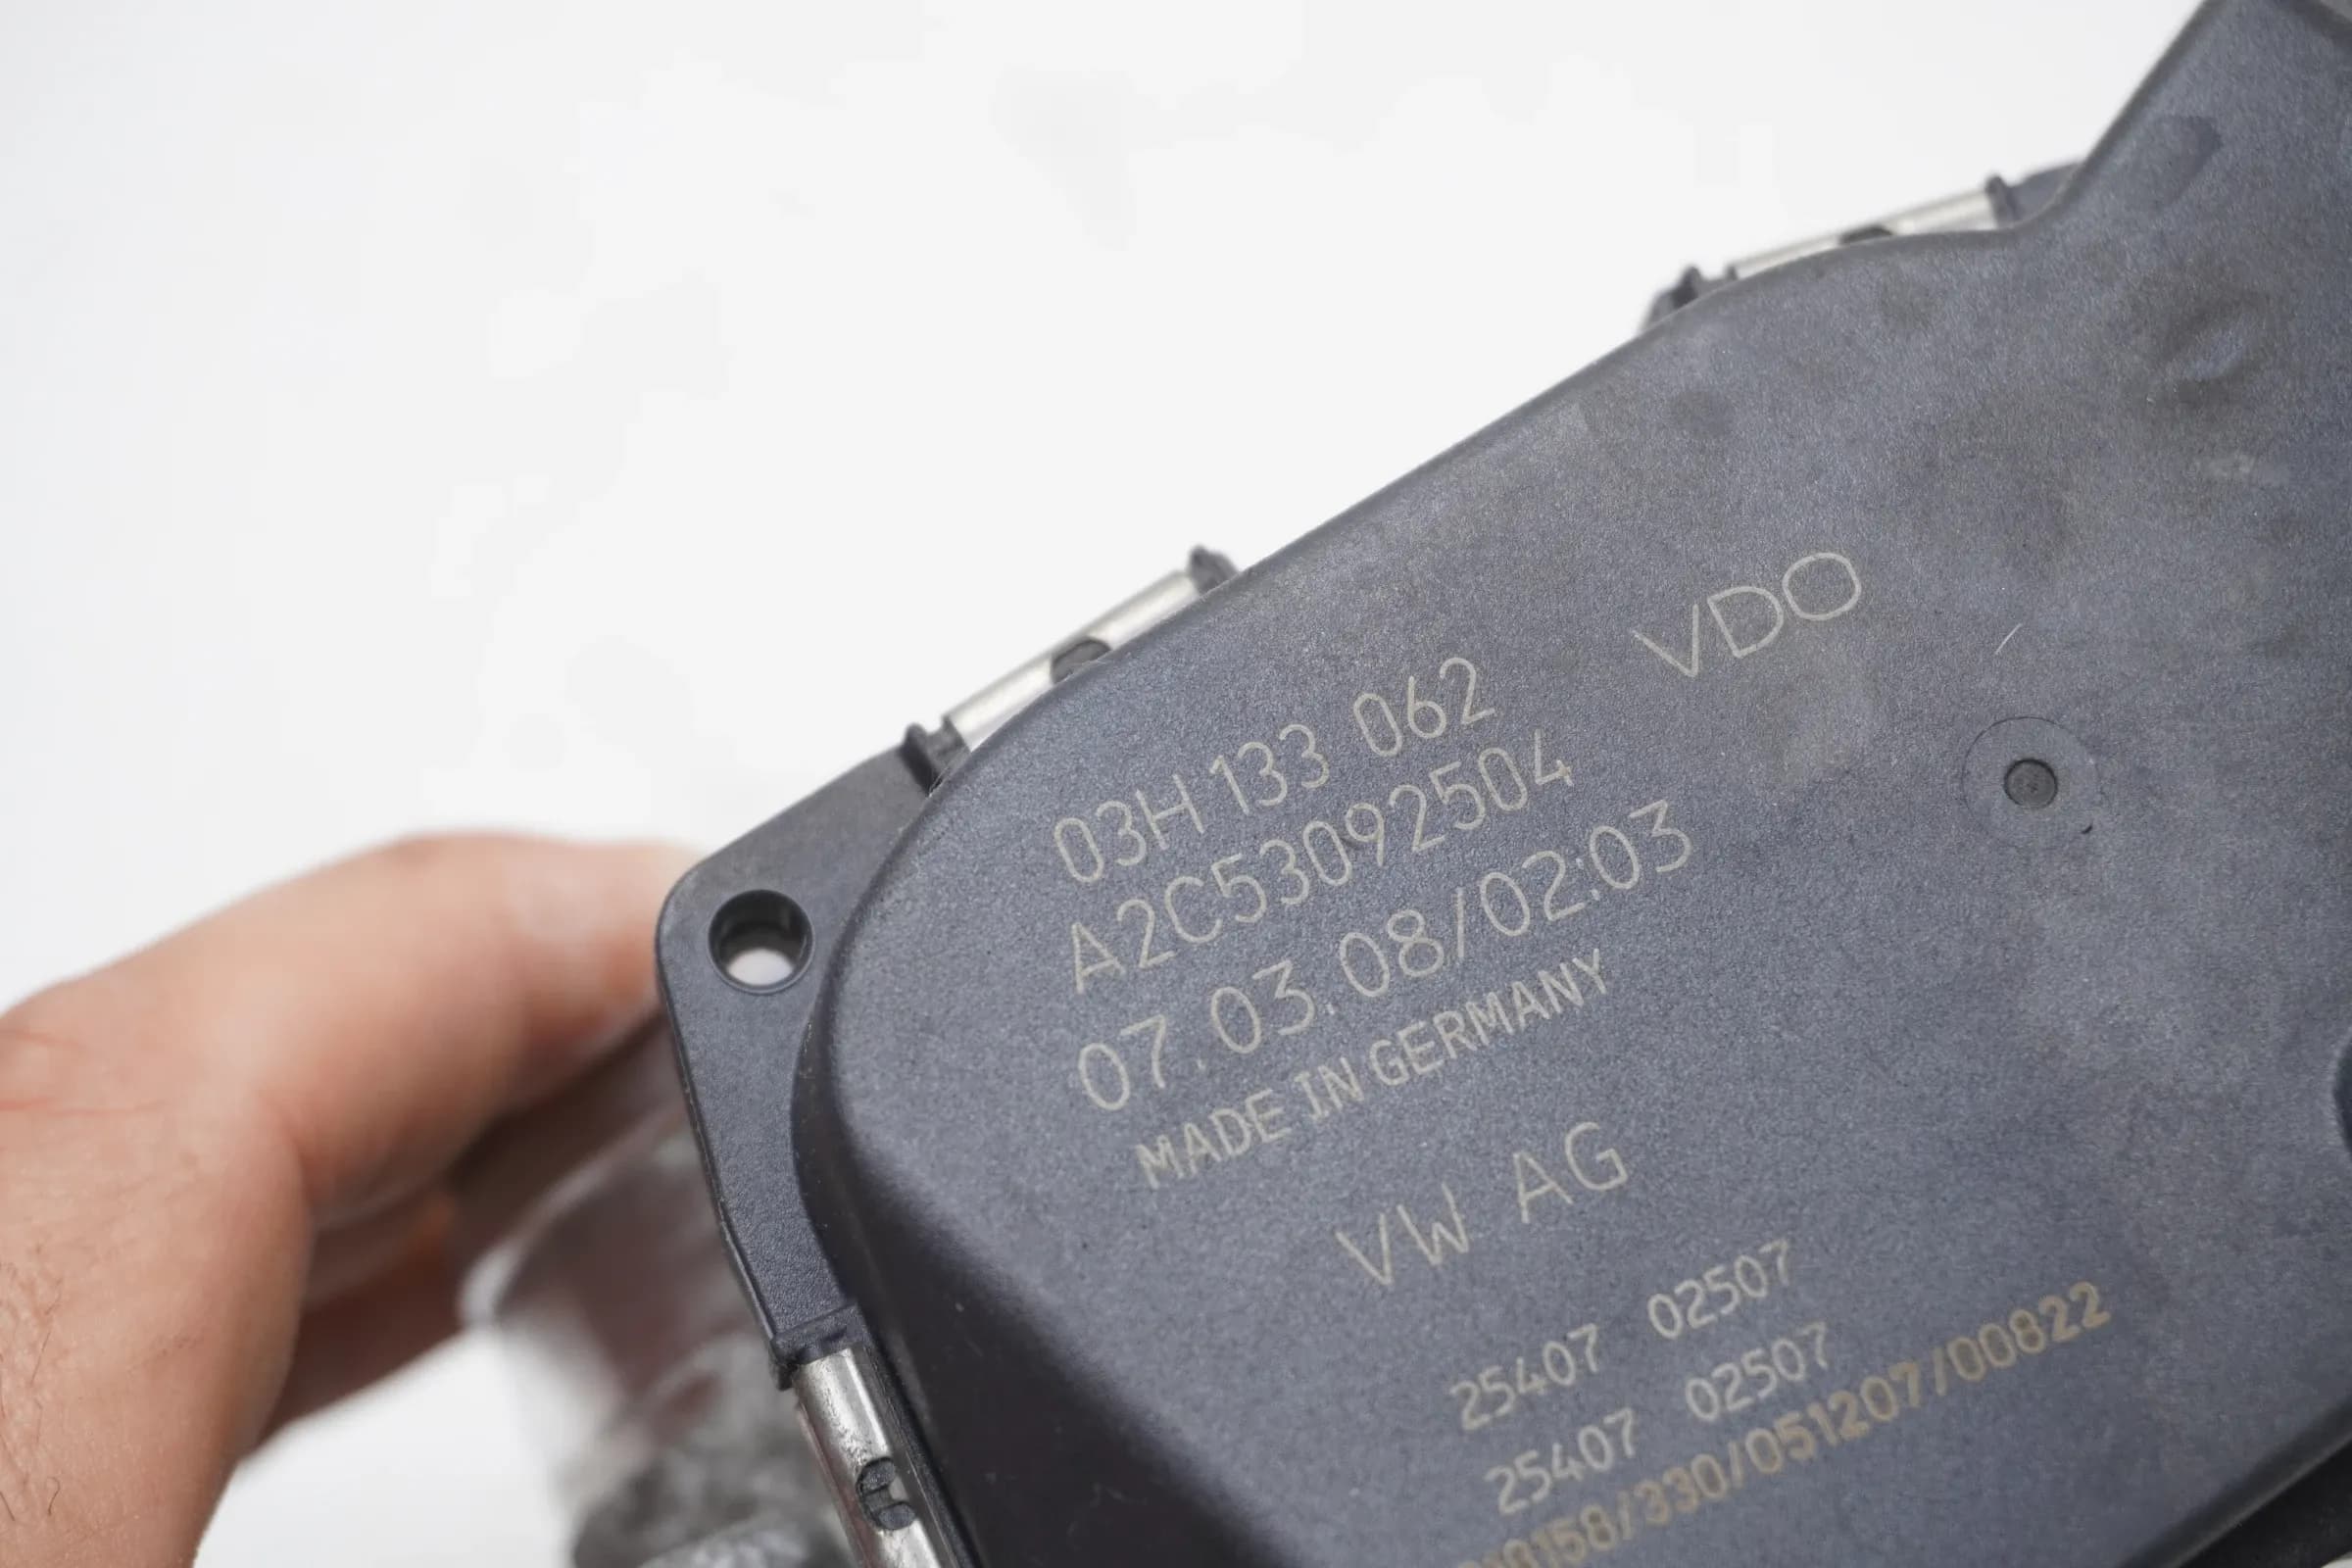 VDO
03H 133 062
A2C53092504
07.03.08/02:03
MADE IN GERMANY
VW AG
25407 02507
25407 02507
/330/051207/00822